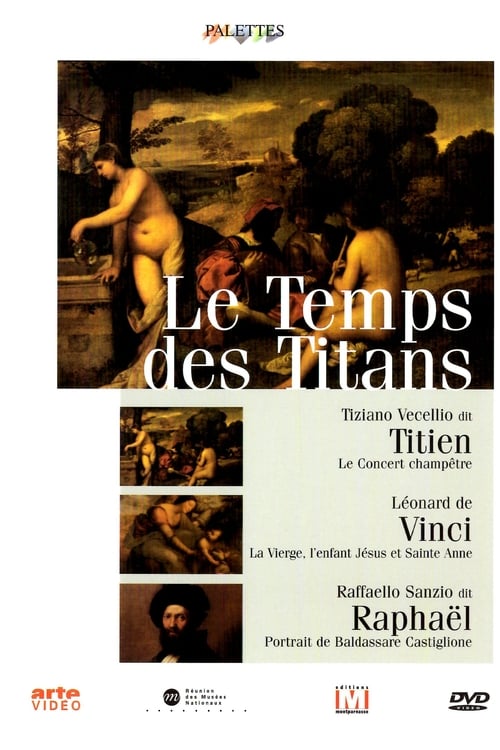 PALETTES
Le Temps
des Titans
Tiziano Vecellio dit
Titien
Le Concert champêtre
Léonard de
Vinci
La Vierge, l'enfant Jésus et Sainte Anne
Raffaello Sanzio dit
Raphaël
Portrait de Baldassare Castiglione
arte
VIDEO
Réunion
des Musées
Nationaux
editions
M
montparnasse
DVD
VIDEO